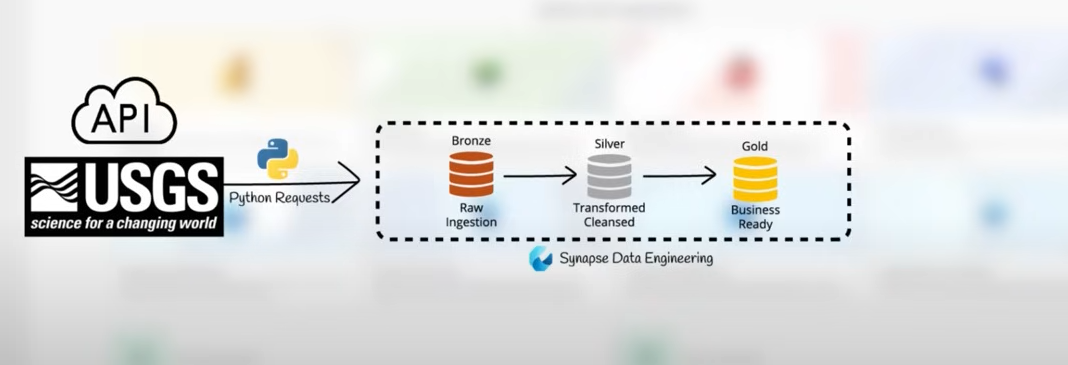 API
USGS
science for a changing world
Python Requests
Bronze
Raw
Ingestion
Silver
Transformed
Cleansed
Gold
Business
Ready
Synapse Data Engineering